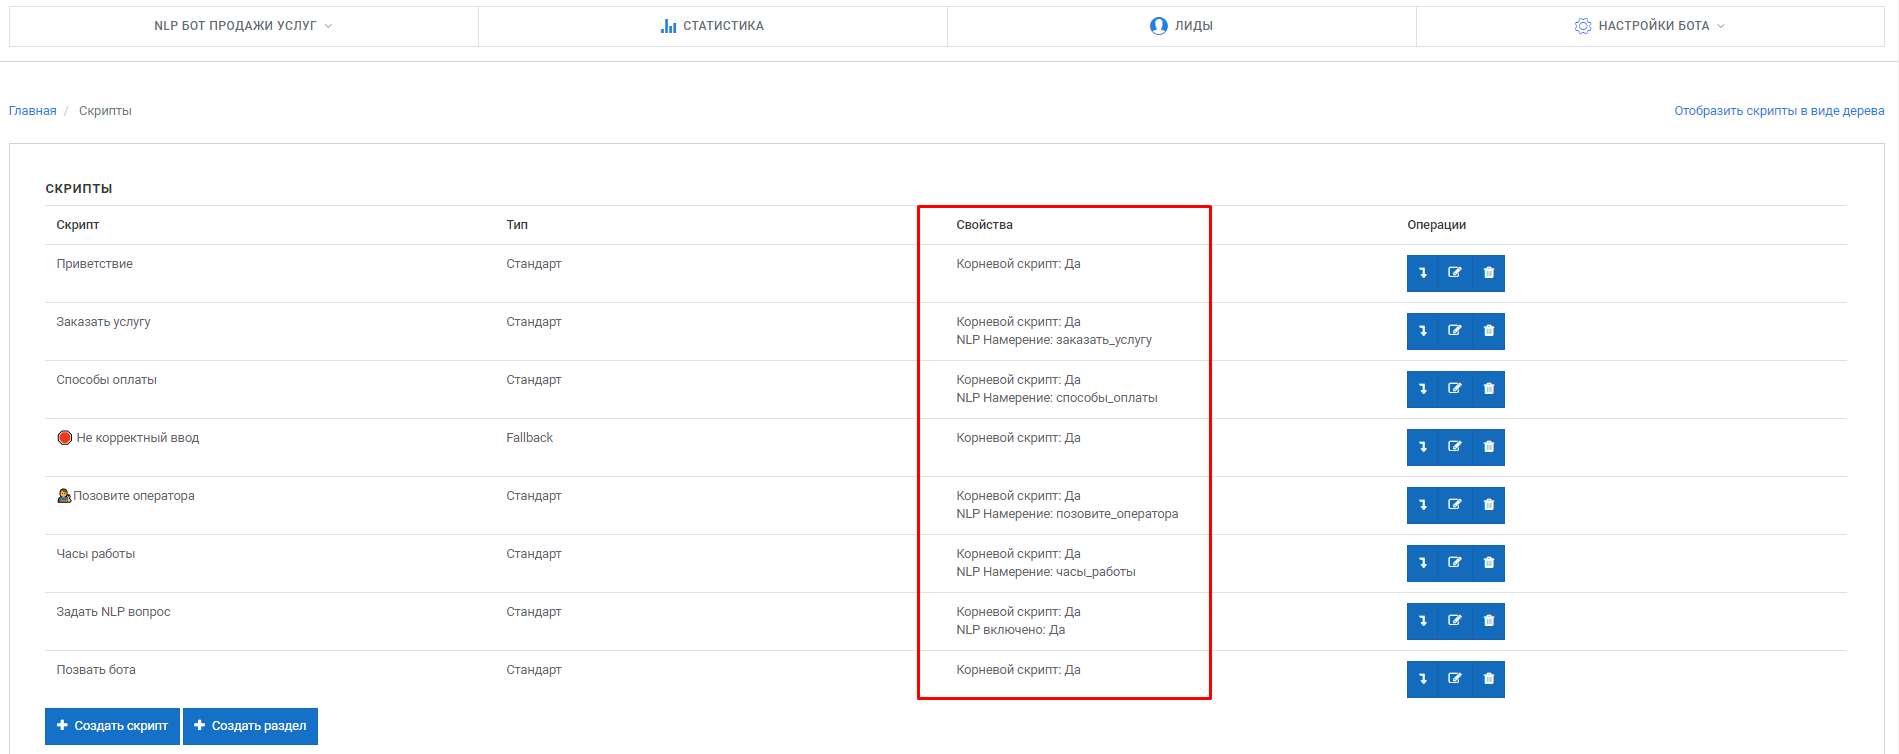 NLP БОТ ПРОДАЖИ УСЛУГ
СТАТИСТИКА
ЛИДЫ
НАСТРОЙКИ БОТА
Главная / Скрипты
Отобразить скрипты в виде дерева
СКРИПТЫ
Скрипт Тип Свойства Операции
Приветствие Стандарт Корневой скрипт: Да
Заказать услугу Стандарт Корневой скрипт: Да
NLP Намерение: заказать_услугу
Способы оплаты Стандарт Корневой скрипт: Да
NLP Намерение: способы_оплаты
Не корректный ввод Fallback Корневой скрипт: Да
Позовите оператора Стандарт Корневой скрипт: Да
NLP Намерение: позовите_оператора
Часы работы Стандарт Корневой скрипт: Да
NLP Намерение: часы_работы
Задать NLP вопрос Стандарт Корневой скрипт: Да
NLP включено: Да
Позвать бота Стандарт Корневой скрипт: Да
+ Создать скрипт + Создать раздел